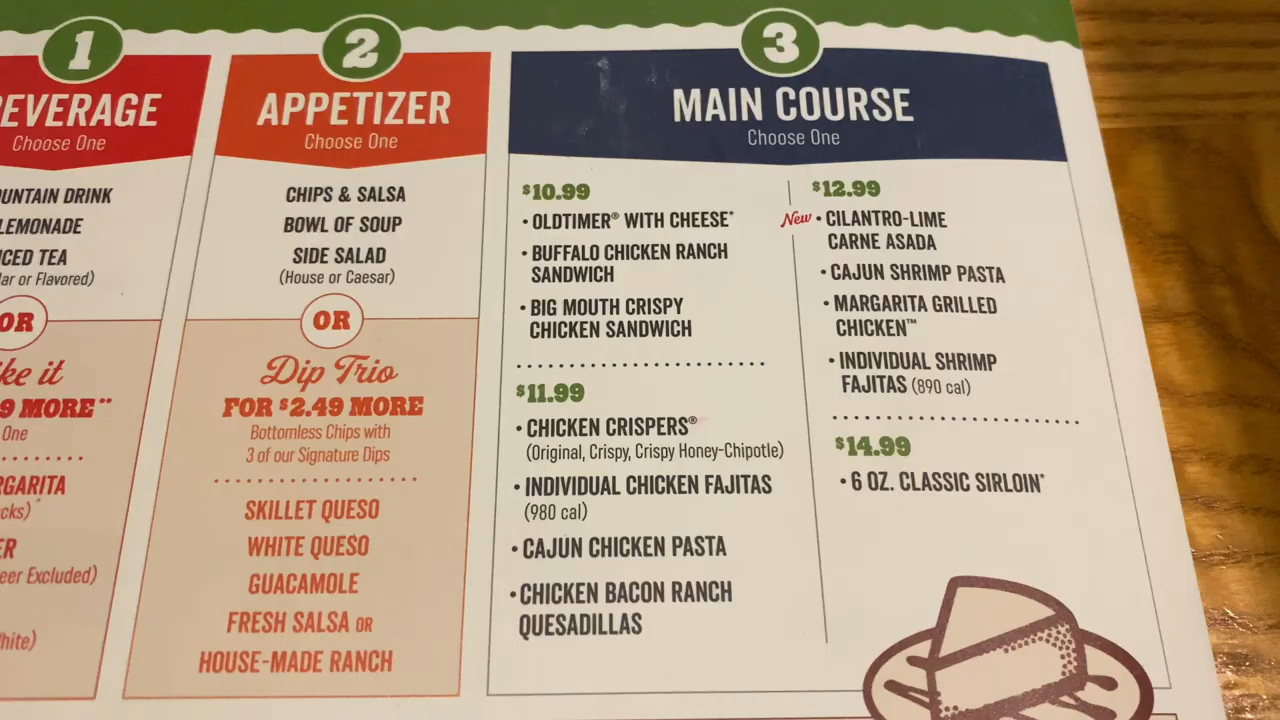 1
EVERAGE
Choose One
UNTAIN DRINK
LEMONADE
CED TEA
ar or Flavored)
OR
ke it
9 MORE**
One
RGARITA
cks)*
ER
eer Excluded)
hite)
2
APPETIZER
Choose One
CHIPS & SALSA
BOWL OF SOUP
SIDE SALAD
(House or Caesar)
OR
Dip Trio
FOR $2.49 MORE
Bottomless Chips with
3 of our Signature Dips
SKILLET QUESO
WHITE QUESO
GUACAMOLE
FRESH SALSA OR
HOUSE-MADE RANCH
3
MAIN COURSE
Choose One
$10.99
• OLDTIMER® WITH CHEESE*
• BUFFALO CHICKEN RANCH
SANDWICH
• BIG MOUTH CRISPY
CHICKEN SANDWICH
$11.99
• CHICKEN CRISPERS®
(Original, Crispy, Crispy Honey-Chipotle)
• INDIVIDUAL CHICKEN FAJITAS
(980 cal)
• CAJUN CHICKEN PASTA
• CHICKEN BACON RANCH
QUESADILLAS
$12.99
New • CILANTRO-LIME
CARNE ASADA
• CAJUN SHRIMP PASTA
• MARGARITA GRILLED
CHICKEN™
• INDIVIDUAL SHRIMP
FAJITAS (890 cal)
$14.99
• 6 OZ. CLASSIC SIRLOIN*